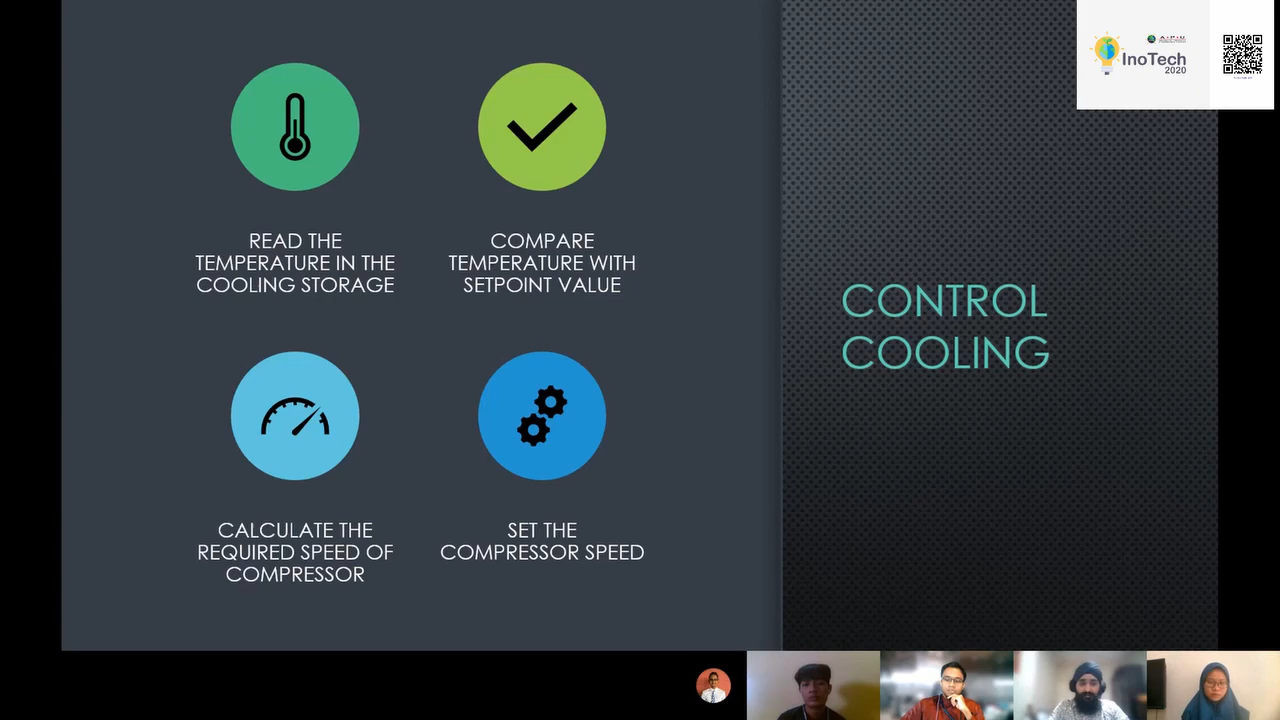 READ THE
TEMPERATURE IN THE
COOLING STORAGE
COMPARE
TEMPERATURE WITH
SETPOINT VALUE
CALCULATE THE
REQUIRED SPEED OF
COMPRESSOR
SET THE
COMPRESSOR SPEED
CONTROL
COOLING
InoTech
2020